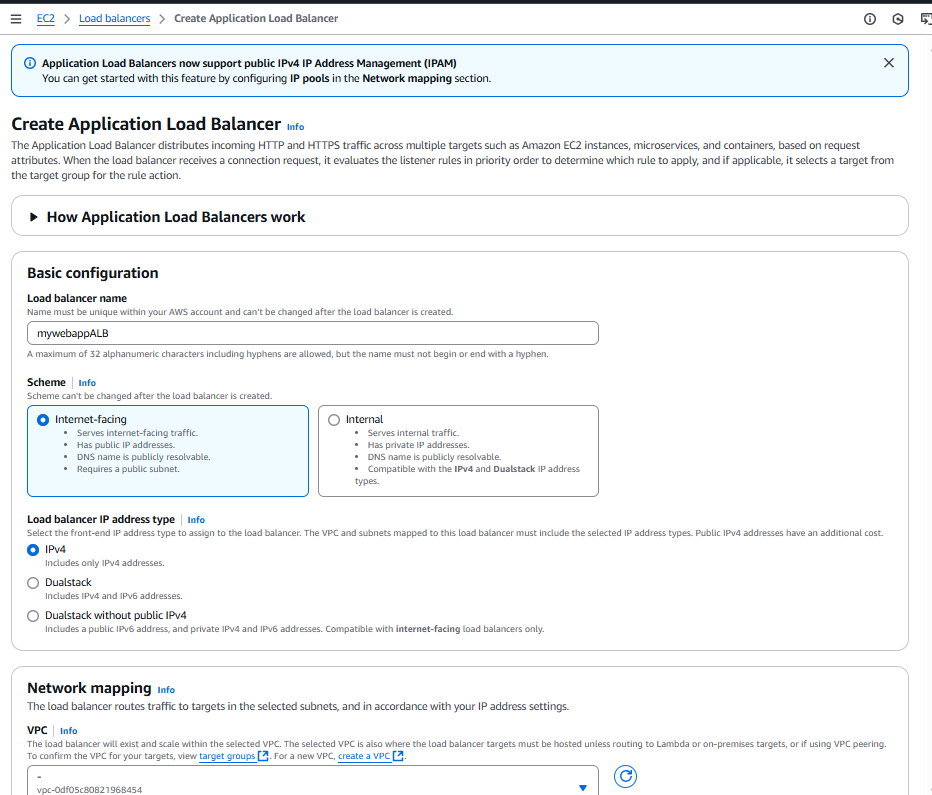 EC2 > Load balancers > Create Application Load Balancer
Application Load Balancers now support public IPv4 IP Address Management (IPAM)
You can get started with this feature by configuring IP pools in the Network mapping section.
Create Application Load Balancer Info
The Application Load Balancer distributes incoming HTTP and HTTPS traffic across multiple targets such as Amazon EC2 instances, microservices, and containers, based on request
attributes. When the load balancer receives a connection request, it evaluates the listener rules in priority order to determine which rule to apply, and if applicable, it selects a target from
the target group for the rule action.
How Application Load Balancers work
Basic configuration
Load balancer name
Name must be unique within your AWS account and can't be changed after the load balancer is created.
mywebappALB
A maximum of 32 alphanumeric characters including hyphens are allowed, but the name must not begin or end with a hyphen.
Scheme Info
Scheme can't be changed after the load balancer is created.
Internet-facing
• Serves internet-facing traffic.
• Has public IP addresses.
• DNS name is publicly resolvable.
• Requires a public subnet.
Internal
• Serves internal traffic.
• Has private IP addresses.
• DNS name is publicly resolvable.
• Compatible with the IPv4 and Dualstack IP address
types.
Load balancer IP address type Info
Select the front-end IP address type to assign to the load balancer. The VPC and subnets mapped to this load balancer must include the selected IP address types. Public IPv4 addresses have an additional cost.
IPv4
Includes only IPv4 addresses.
Dualstack
Includes IPv4 and IPv6 addresses.
Dualstack without public IPv4
Includes a public IPv6 address, and private IPv4 and IPv6 addresses. Compatible with internet-facing load balancers only.
Network mapping Info
The load balancer routes traffic to targets in the selected subnets, and in accordance with your IP address settings.
VPC Info
The load balancer will exist and scale within the selected VPC. The selected VPC is also where the load balancer targets must be hosted unless routing to Lambda or on-premises targets, or if using VPC peering.
To confirm the VPC for your targets, view target groups. For a new VPC, create a VPC.
-
vpc-0df05c80821968454